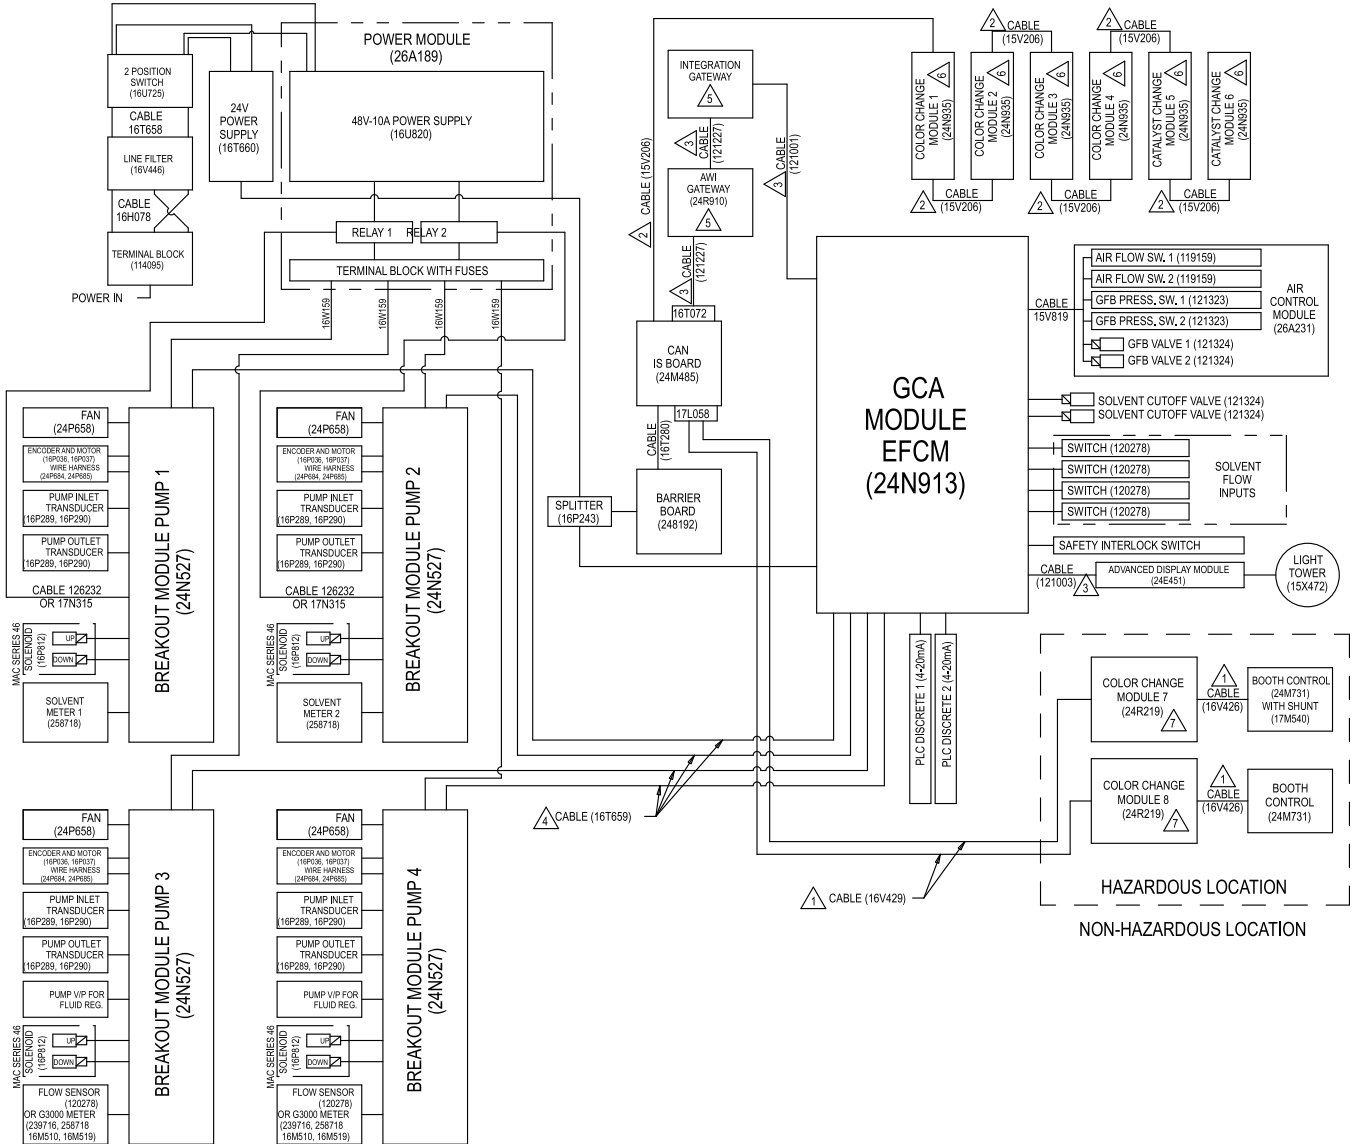 POWER MODULE
(26A189)
2 POSITION
SWITCH
(16U725)
CABLE
16T658
LINE FILTER
(16V446)
CABLE
16H078
TERMINAL BLOCK
(114095)
POWER IN
24V
POWER
SUPPLY
(16T660)
48V-10A POWER SUPPLY
(16U820)
RELAY 1
RELAY 2
TERMINAL BLOCK WITH FUSES
16W159
16W159
16W159
16W159
INTEGRATION
GATEWAY
5
3
CABLE
(121227)
3
CABLE
(121001)
AWI
GATEWAY
(24R910)
5
2
CABLE (15V206)
3
CABLE
(121227)
16T072
CAN
IS BOARD
(24M485)
17L058
CABLE
(16T280)
BARRIER
BOARD
(248192)
SPLITTER
(16P243)
2
CABLE
(15V206)
2
CABLE
(15V206)
COLOR CHANGE
MODULE 1
(24N935)
6
COLOR CHANGE
MODULE 2
(24N935)
6
COLOR CHANGE
MODULE 3
(24N935)
6
COLOR CHANGE
MODULE 4
(24N935)
6
CATALYST CHANGE
MODULE 5
(24N935)
6
CATALYST CHANGE
MODULE 6
(24N935)
6
2
CABLE
(15V206)
2
CABLE
(15V206)
2
CABLE
(15V206)
GCA
MODULE
EFCM
(24N913)
CABLE
15V819
AIR FLOW SW. 1 (119159)
AIR FLOW SW. 2 (119159)
GFB PRESS. SW. 1 (121323)
GFB PRESS. SW. 2 (121323)
GFB VALVE 1 (121324)
GFB VALVE 2 (121324)
AIR
CONTROL
MODULE
(26A231)
SOLVENT CUTOFF VALVE (121324)
SOLVENT CUTOFF VALVE (121324)
SWITCH (120278)
SWITCH (120278)
SWITCH (120278)
SWITCH (120278)
SOLVENT
FLOW
INPUTS
SAFETY INTERLOCK SWITCH
CABLE
(121003)
3
ADVANCED DISPLAY MODULE
(24E451)
LIGHT
TOWER
(15X472)
PLC DISCRETE 1 (4-20mA)
PLC DISCRETE 2 (4-20mA)
COLOR CHANGE
MODULE 7
(24R219)
7
1
CABLE
(16V426)
BOOTH CONTROL
(24M731)
WITH SHUNT
(17M540)
COLOR CHANGE
MODULE 8
(24R219)
7
1
CABLE
(16V426)
BOOTH
CONTROL
(24M731)
HAZARDOUS LOCATION
NON-HAZARDOUS LOCATION
4
CABLE (16T659)
1
CABLE (16V429)
FAN
(24P658)
ENCODER AND MOTOR
(16P036, 16P037)
WIRE HARNESS
(24P684, 24P685)
PUMP INLET
TRANSDUCER
(16P289, 16P290)
PUMP OUTLET
TRANSDUCER
(16P289, 16P290)
CABLE 126232
OR 17N315
MAC SERIES 46
SOLENOID
(16P812)
UP
DOWN
SOLVENT
METER 1
(258718)
BREAKOUT MODULE PUMP 1
(24N527)
FAN
(24P658)
ENCODER AND MOTOR
(16P036, 16P037)
WIRE HARNESS
(24P684, 24P685)
PUMP INLET
TRANSDUCER
(16P289, 16P290)
PUMP OUTLET
TRANSDUCER
(16P289, 16P290)
CABLE 126232
OR 17N315
MAC SERIES 46
SOLENOID
(16P812)
UP
DOWN
SOLVENT
METER 2
(258718)
BREAKOUT MODULE PUMP 2
(24N527)
FAN
(24P658)
ENCODER AND MOTOR
(16P036, 16P037)
WIRE HARNESS
(24P684, 24P685)
PUMP INLET
TRANSDUCER
(16P289, 16P290)
PUMP OUTLET
TRANSDUCER
(16P289, 16P290)
PUMP V/P FOR
FLUID REG.
MAC SERIES 46
SOLENOID
(16P812)
UP
DOWN
FLOW SENSOR
(120278)
OR G3000 METER
(239716, 258718
16M510, 16M519)
BREAKOUT MODULE PUMP 3
(24N527)
FAN
(24P658)
ENCODER AND MOTOR
(16P036, 16P037)
WIRE HARNESS
(24P684, 24P685)
PUMP INLET
TRANSDUCER
(16P289, 16P290)
PUMP OUTLET
TRANSDUCER
(16P289, 16P290)
PUMP V/P FOR
FLUID REG.
MAC SERIES 46
SOLENOID
(16P812)
UP
DOWN
FLOW SENSOR
(120278)
OR G3000 METER
(239716, 258718
16M510, 16M519)
BREAKOUT MODULE PUMP 4
(24N527)